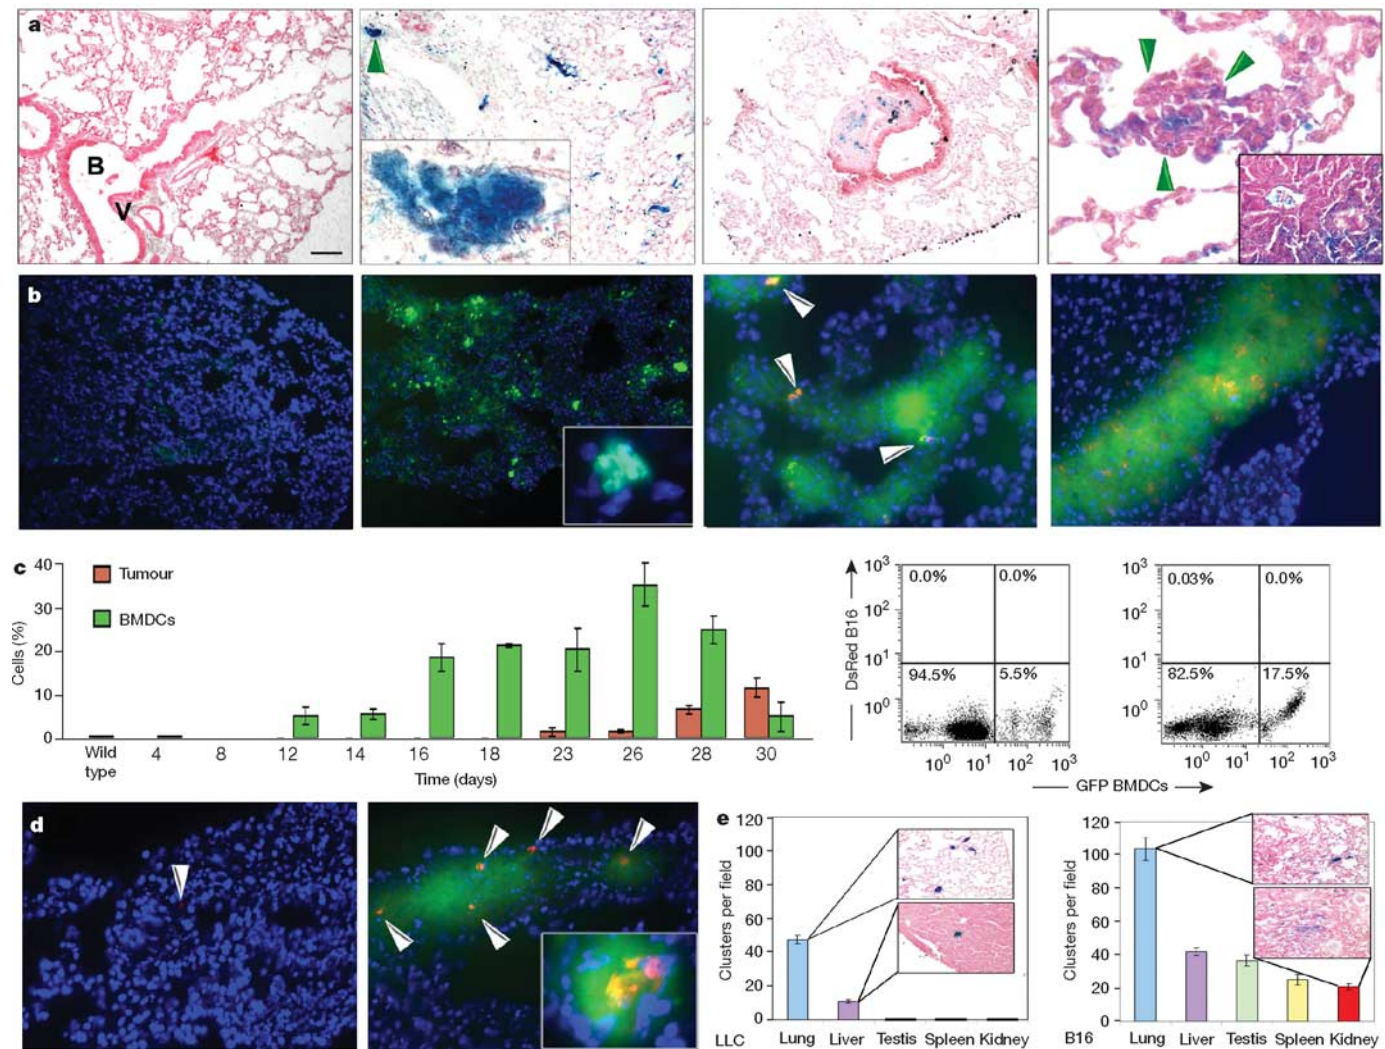 a
B
V
b
c
40
30
20
10
0
Cells (%)
Tumour
BMDCs
Wild type
4
8
12
14
16
18
23
26
28
30
Time (days)
DsRed B16
10³
10²
10¹
10⁰
0.0%
0.0%
94.5%
5.5%
10⁰ 10¹ 10² 10³
10³
10²
10¹
10⁰
0.03%
0.0%
82.5%
17.5%
10⁰ 10¹ 10² 10³
GFP BMDCs
d
e
120
100
80
60
40
20
0
Clusters per field
LLC
Lung Liver Testis Spleen Kidney
120
100
80
60
40
20
0
Clusters per field
B16
Lung Liver Testis Spleen Kidney